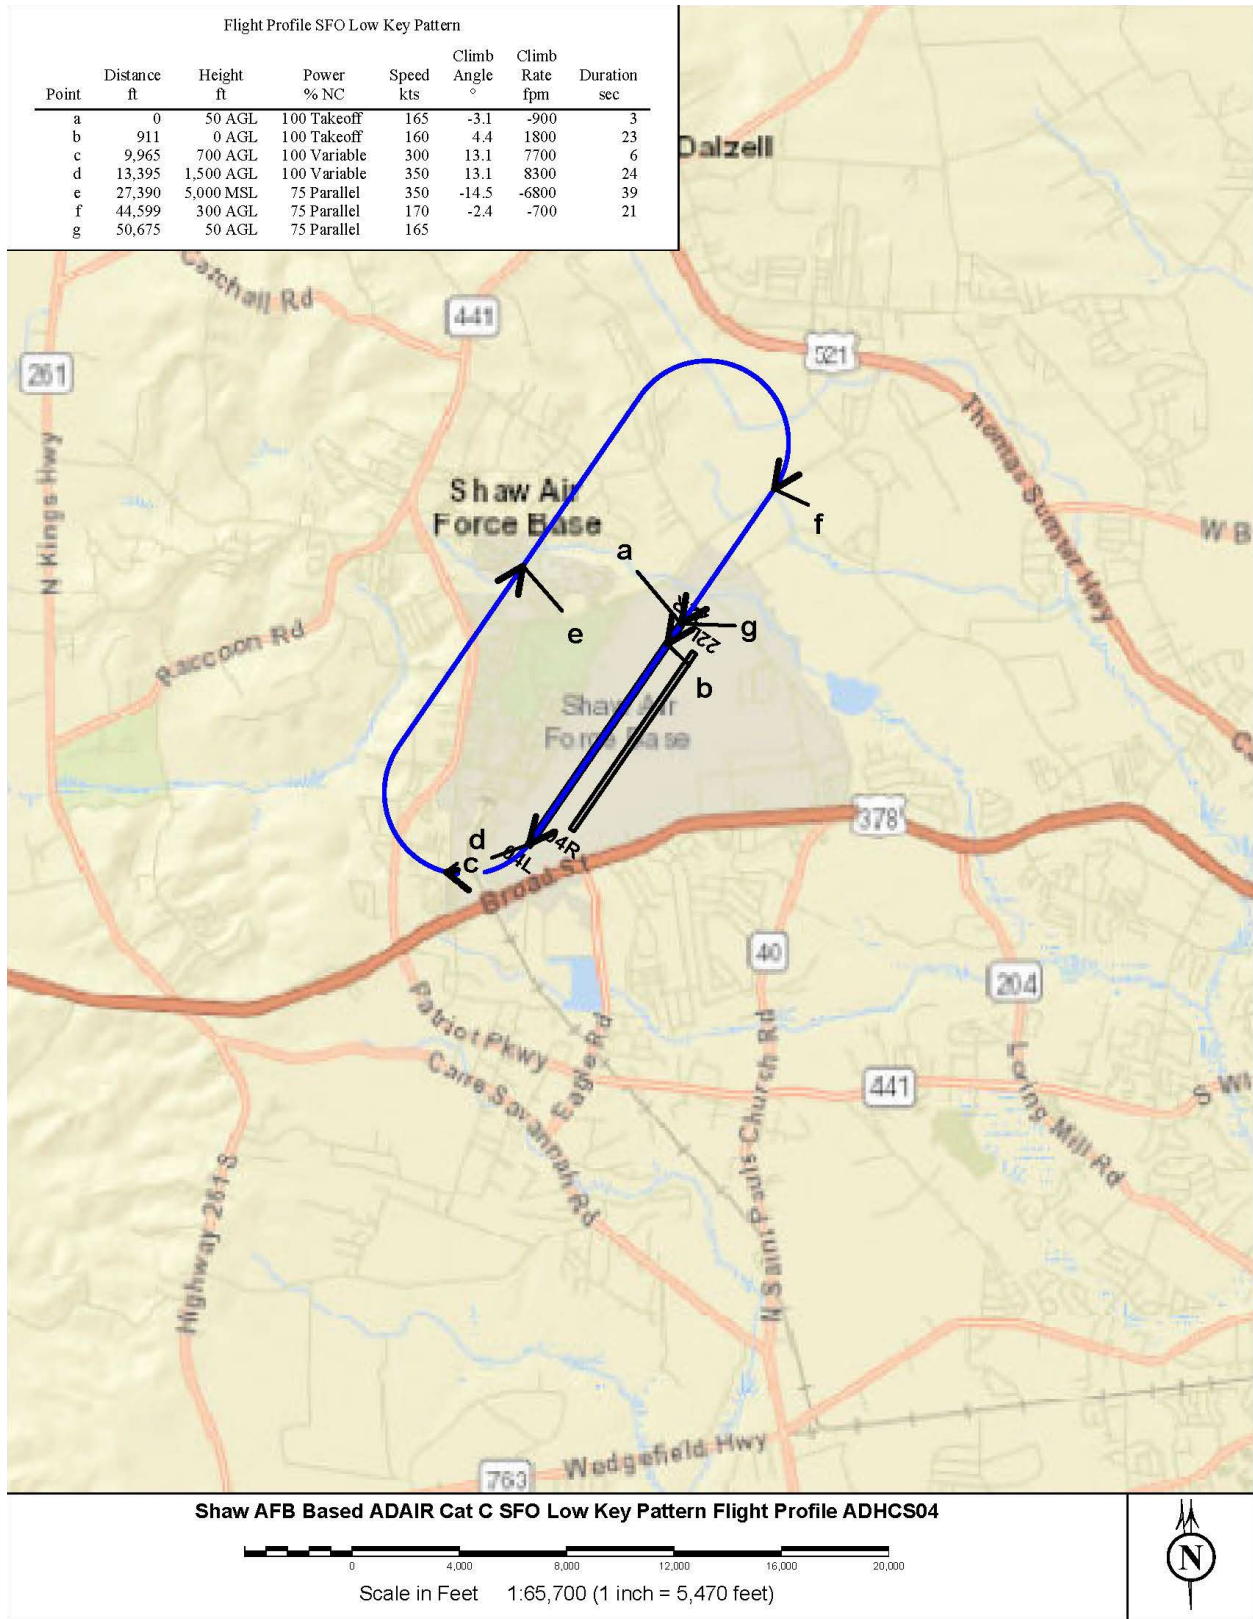 Flight Profile SFO Low Key Pattern
Point Distance ft Height ft Power % NC Speed kts Climb Angle ° Climb Rate fpm Duration sec
a 0 50 AGL 100 Takeoff 165 -3.1 -900 3
b 911 0 AGL 100 Takeoff 160 4.4 1800 23
c 9,965 700 AGL 100 Variable 300 13.1 7700 6
d 13,395 1,500 AGL 100 Variable 350 13.1 8300 24
e 27,390 5,000 MSL 75 Parallel 350 -14.5 -6800 39
f 44,599 300 AGL 75 Parallel 170 -2.4 -700 21
g 50,675 50 AGL 75 Parallel 165
Dalzell
Catchall Rd
441
521
261
Thomas Sumter Hwy
N Kings Hwy
Shaw Air
Force Base
f
W B
a
e
g
22L
Raccoon Rd
b
Shaw Air
Force Base
378
d
04R
c
04L
Broad St
40
204
Patriot Pkwy
Eagle Rd
Carre Savannah Rd
441
Loring Mill Rd
N Saint Pauls Church Rd
Highway 261 S
Wedgefield Hwy
763
Shaw AFB Based ADAIR Cat C SFO Low Key Pattern Flight Profile ADHCS04
0 4,000 8,000 12,000 16,000 20,000
Scale in Feet 1:65,700 (1 inch = 5,470 feet)
N